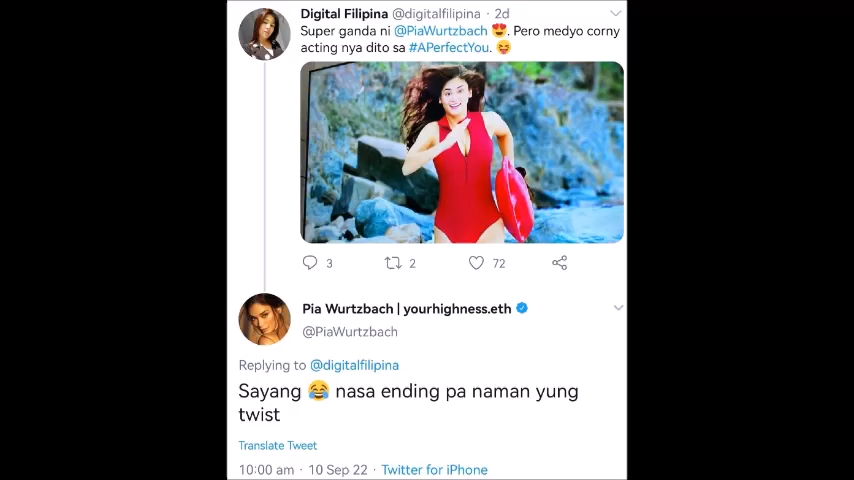 Digital Filipina @digitalfilipina · 2d
Super ganda ni @PiaWurtzbach 😍. Pero medyo corny
acting nya dito sa #APerfectYou. 😝
3 2 72
Pia Wurtzbach | yourhighness.eth
@PiaWurtzbach
Replying to @digitalfilipina
Sayang 😂 nasa ending pa naman yung
twist
Translate Tweet
10:00 am · 10 Sep 22 · Twitter for iPhone